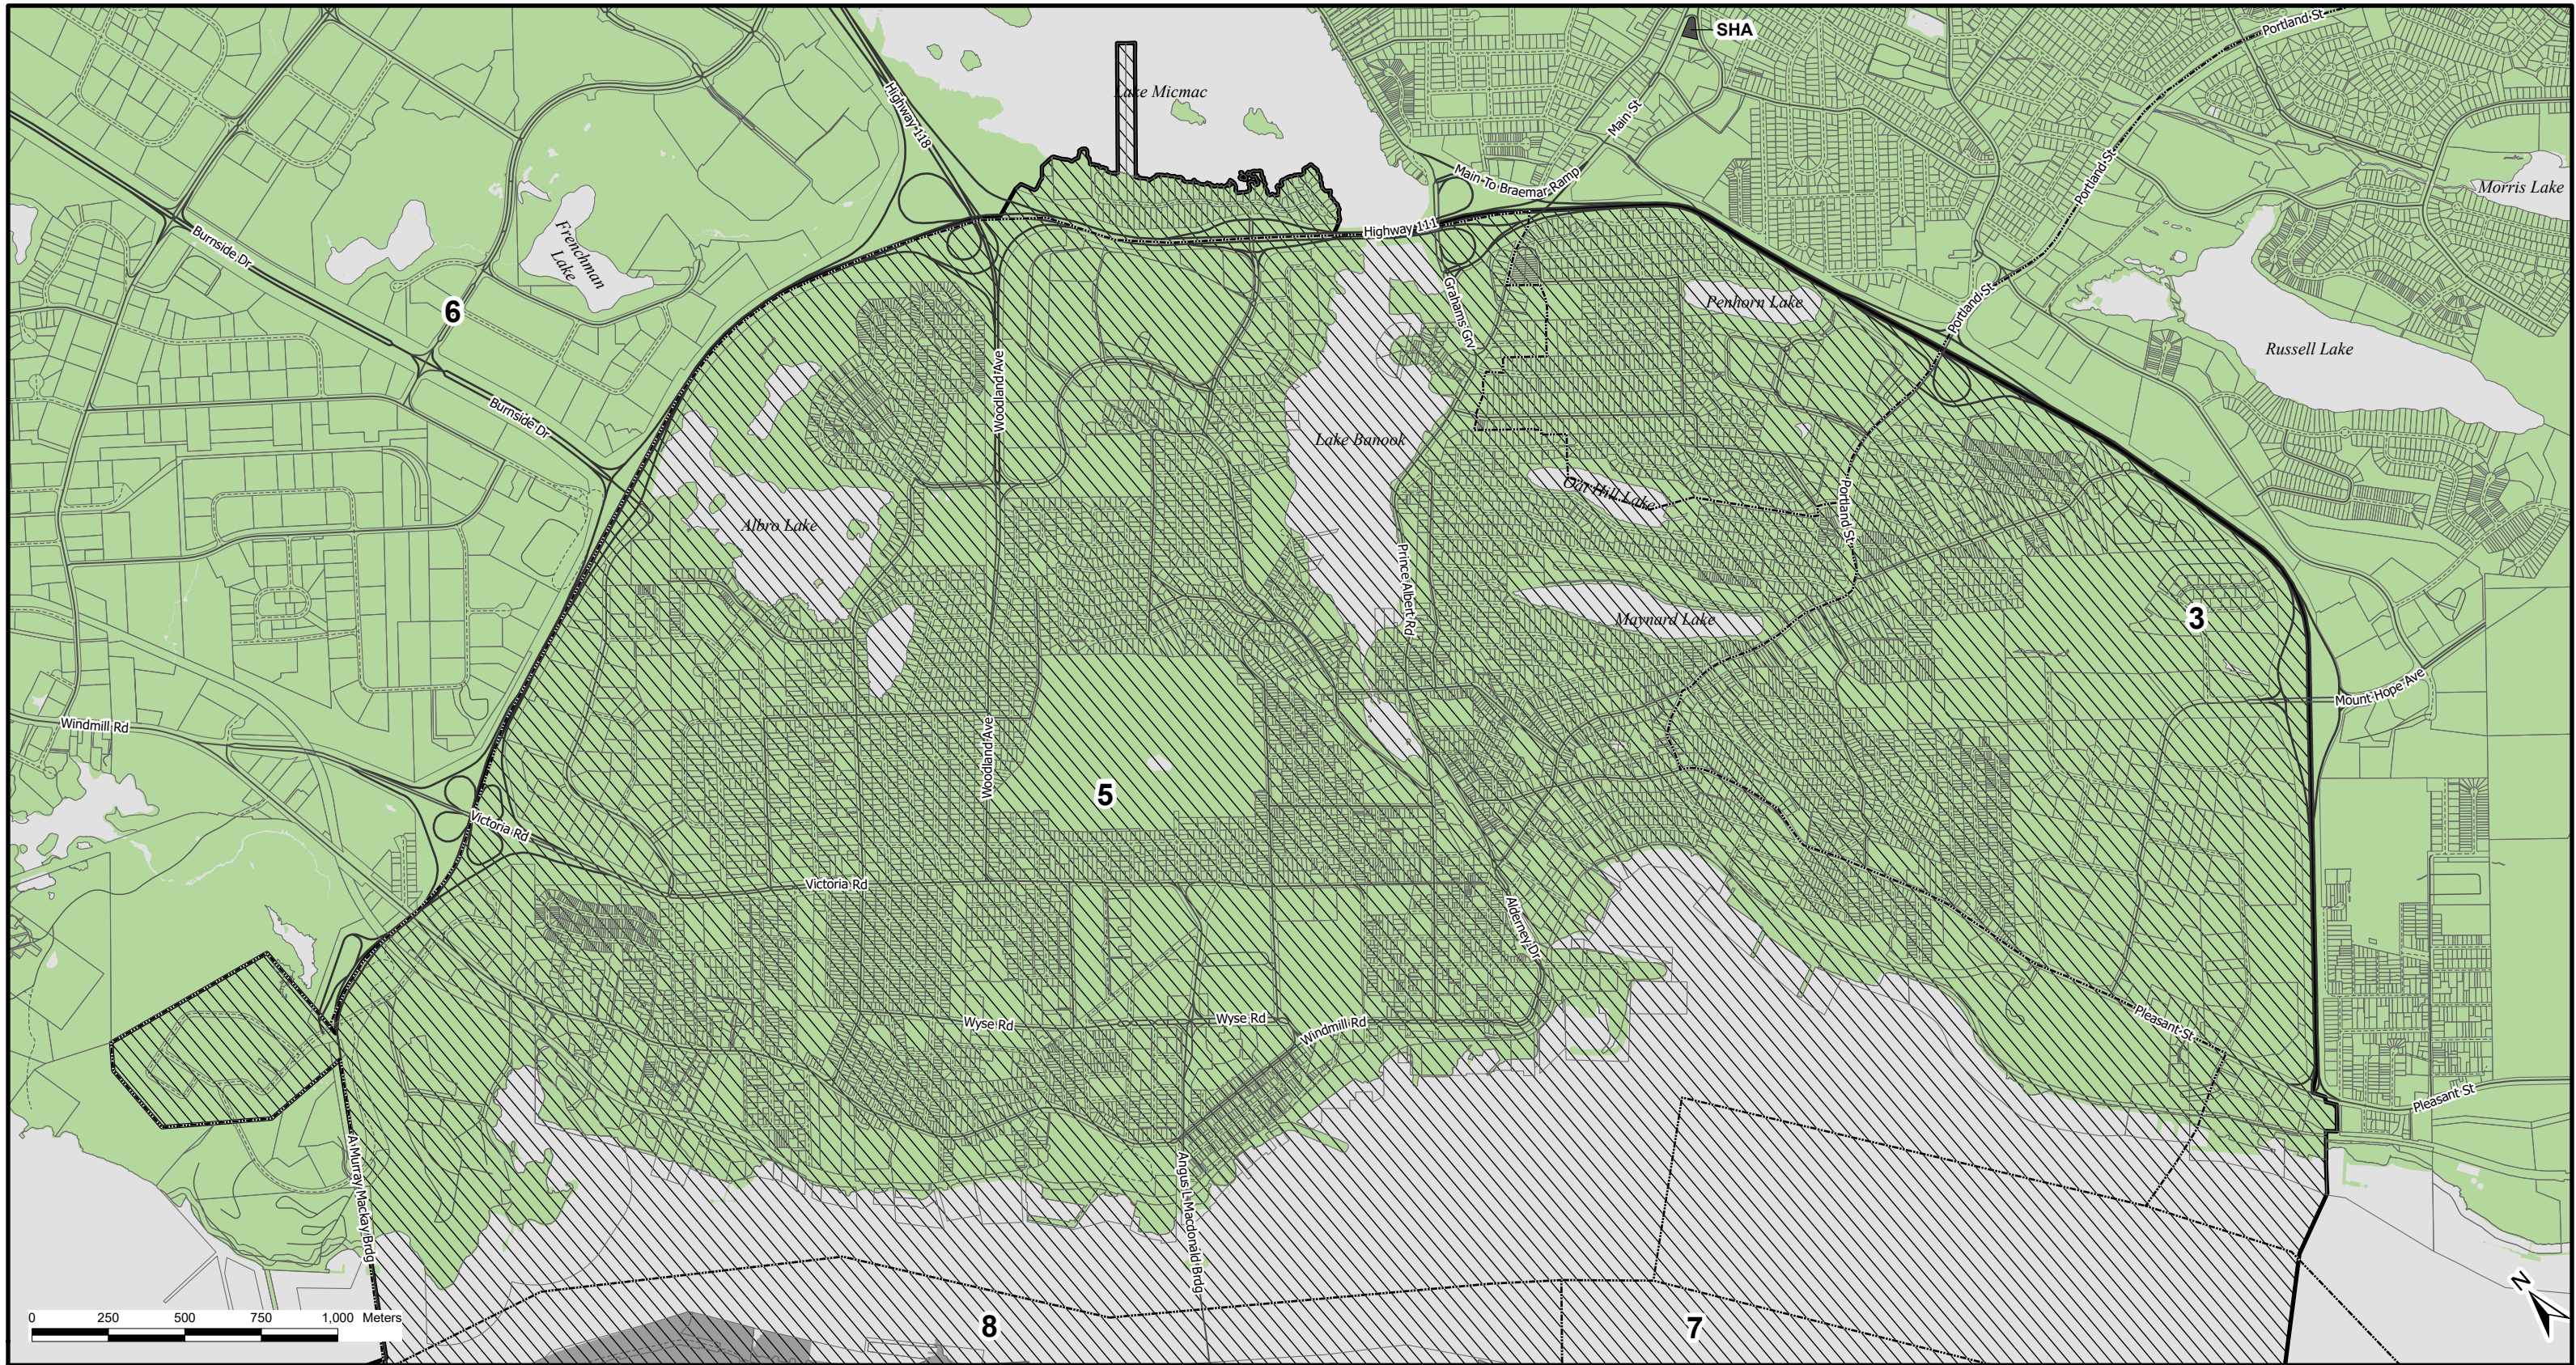 SHA
Portland St
Lake Micmac
Highway 118
Main St
Main To Braemar Ramp
Portland St
Morris Lake
Burnside Dr
Frenchman
Lake
Highway 111
6
Grahams Grv
Penhorn Lake
Portland St
Russell Lake
Burnside Dr
Woodland Ave
Lake Banook
Oat Hill Lake
Portland St
Albro Lake
Prince Albert Rd
Maynard Lake
3
Mount Hope Ave
Windmill Rd
Woodland Ave
5
Victoria Rd
Victoria Rd
Alderney Dr
Wyse Rd
Wyse Rd
Windmill Rd
Pleasant St
Pleasant St
A Murray Mackay Brdg
Angus L Macdonald Brdg
N
0 250 500 750 1,000 Meters
8
7